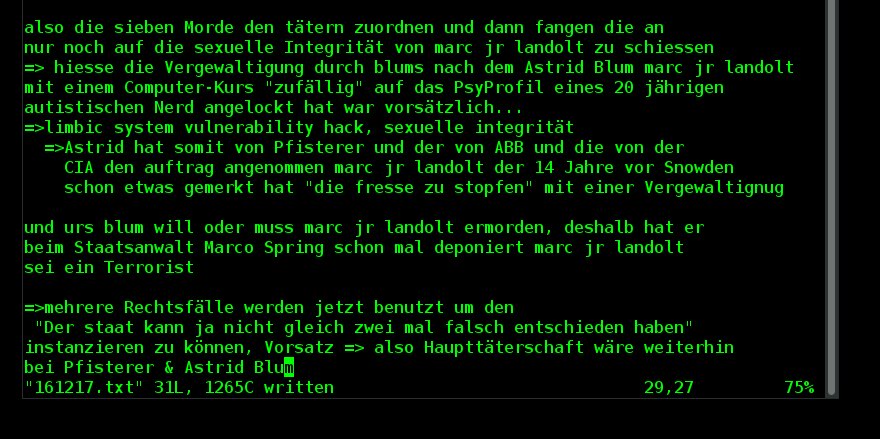 also die sieben Morde den tätern zuordnen und dann fangen die an
nur noch auf die sexuelle Integrität von marc jr landolt zu schiessen
=> hiesse die Vergewaltigung durch blums nach dem Astrid Blum marc jr landolt
mit einem Computer-Kurs "zufällig" auf das PsyProfil eines 20 jährigen
autistischen Nerd angelockt hat war vorsätzlich...
=>limbic system vulnerability hack, sexuelle integrität
=>Astrid hat somit von Pfisterer und der von ABB und die von der
CIA den auftrag angenommen marc jr landolt der 14 Jahre vor Snowden
schon etwas gemerkt hat "die fresse zu stopfen" mit einer Vergewaltignug
und urs blum will oder muss marc jr landolt ermorden, deshalb hat er
beim Staatsanwalt Marco Spring schon mal deponiert marc jr landolt
sei ein Terrorist
=>mehrere Rechtsfälle werden jetzt benutzt um den
"Der staat kann ja nicht gleich zwei mal falsch entschieden haben"
instanzieren zu können, Vorsatz => also Haupttäterschaft wäre weiterhin
bei Pfisterer & Astrid Blum
"161217.txt" 31L, 1265C written 29,27 75%